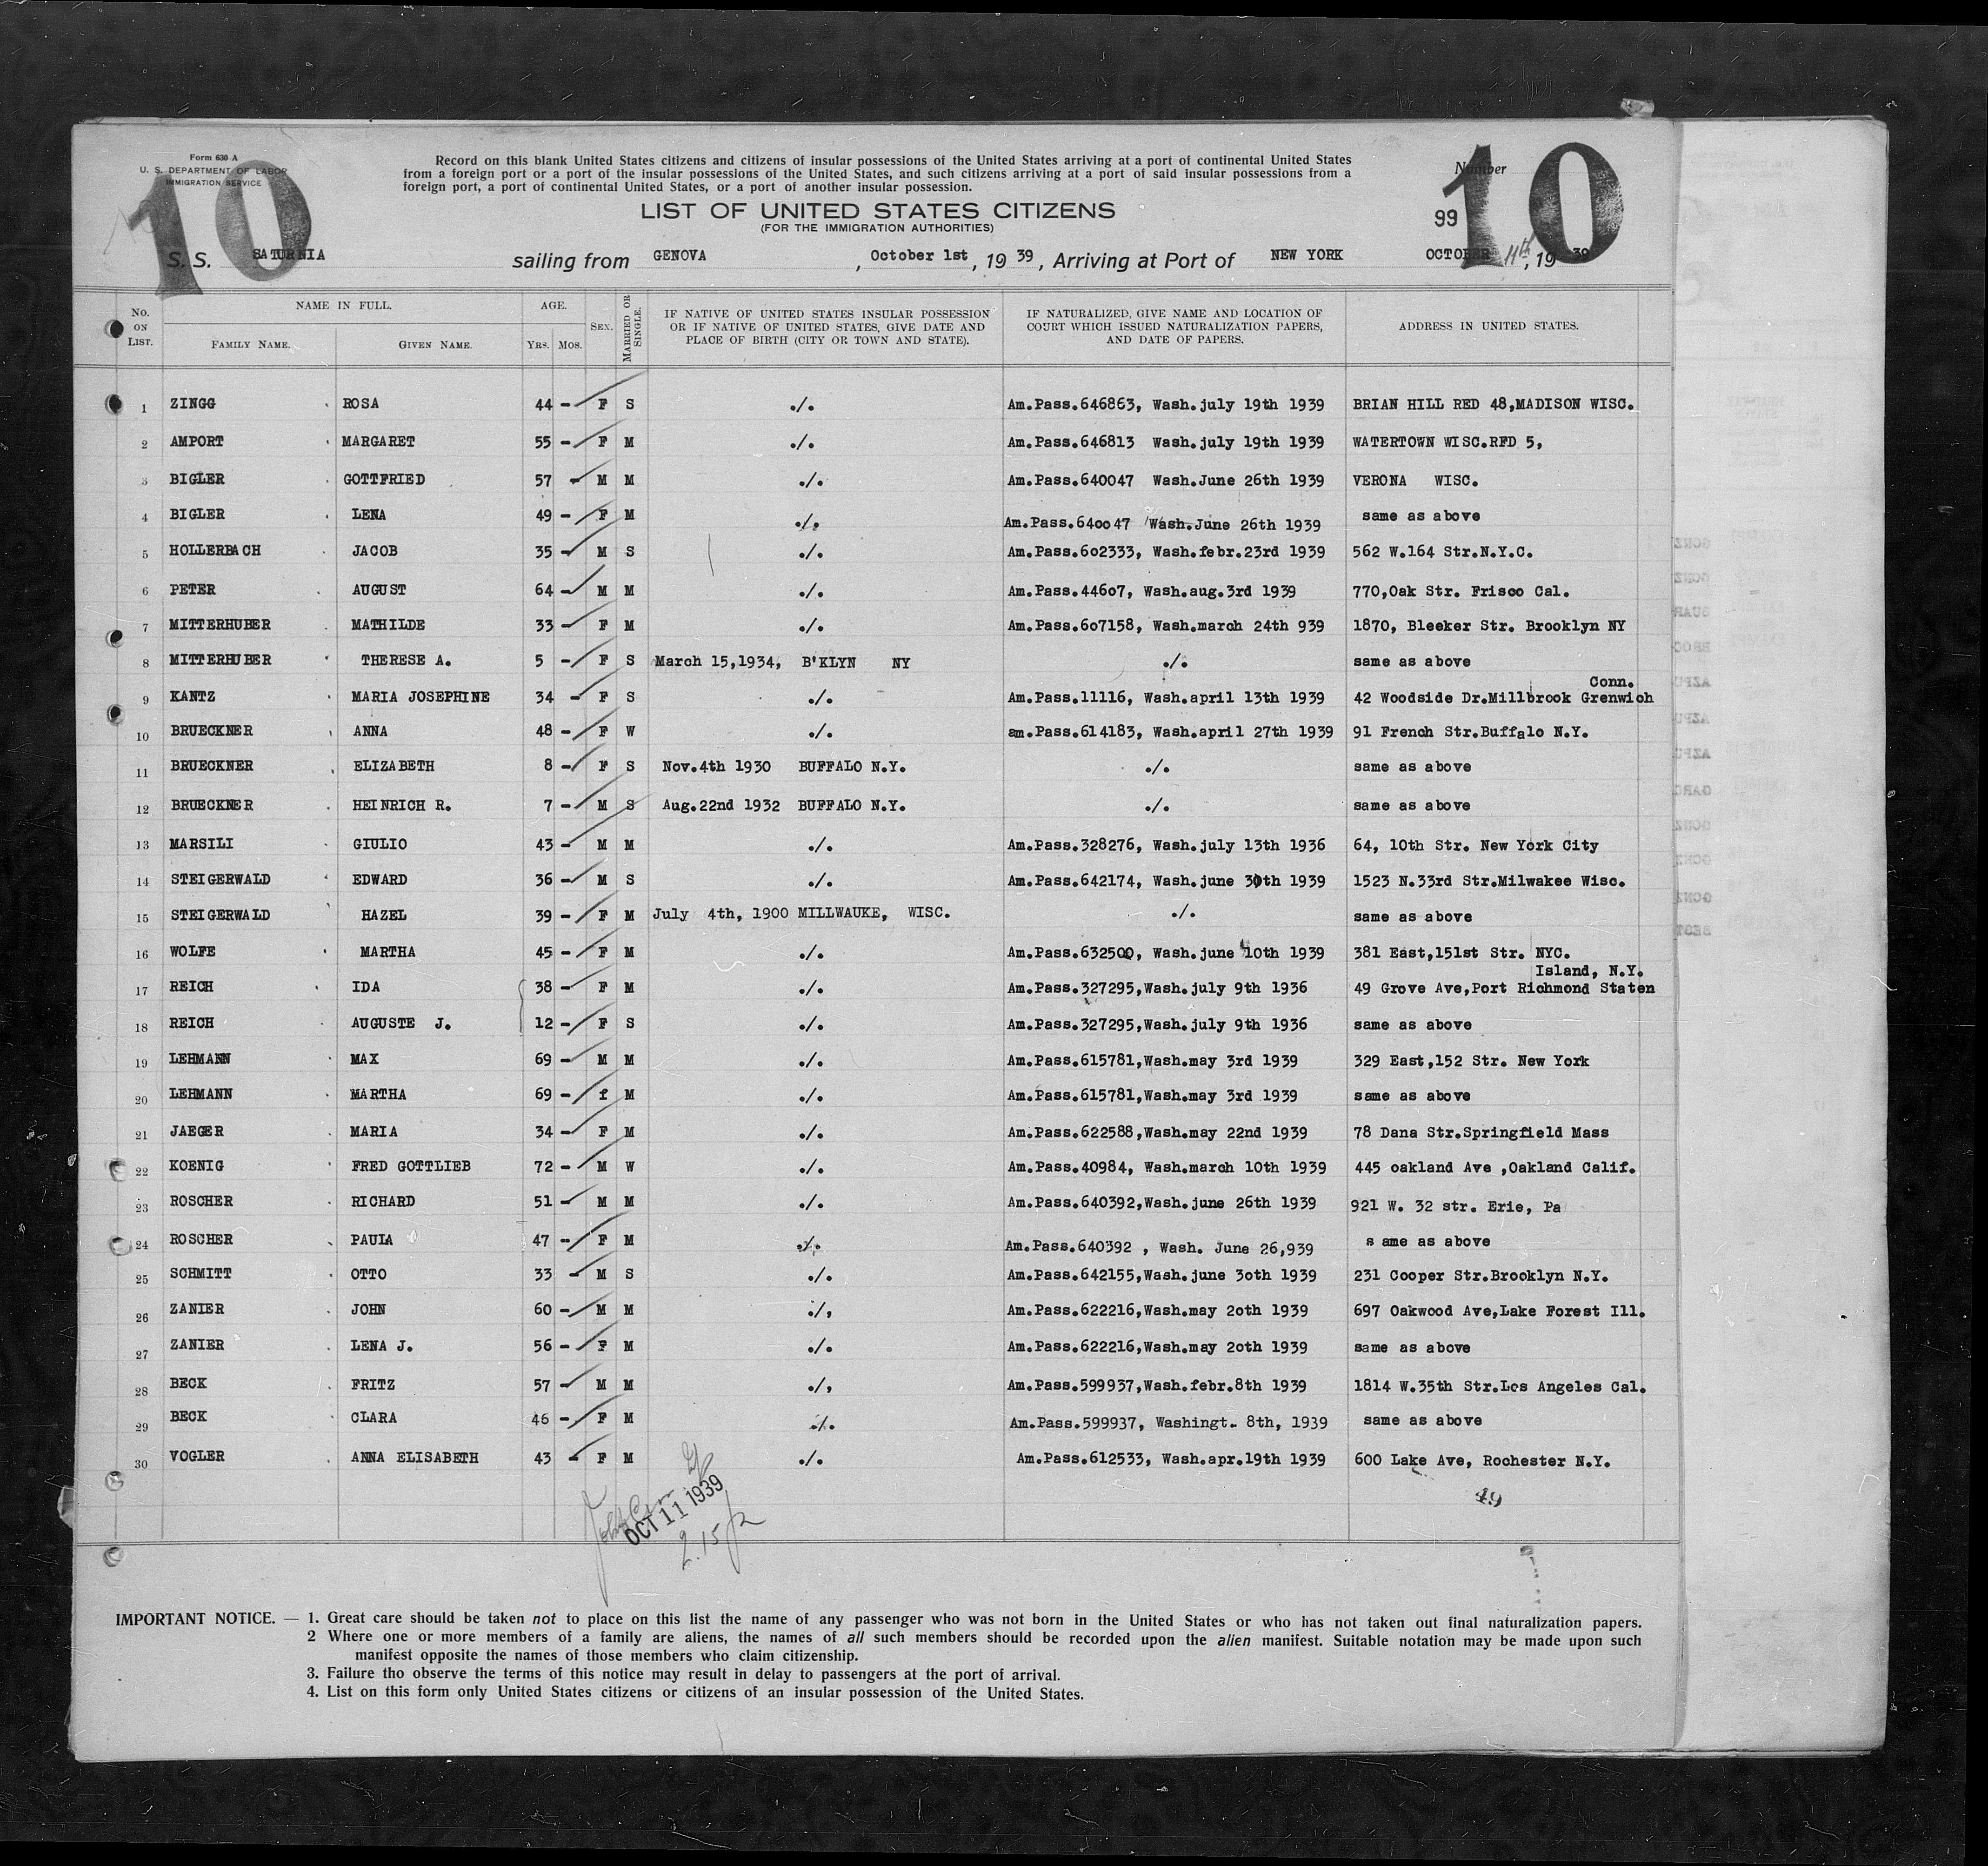 Form 630 A
U. S. DEPARTMENT OF LABOR
IMMIGRATION SERVICE
10
Record on this blank United States citizens and citizens of insular possessions of the United States arriving at a port of continental United States
from a foreign port or a port of the insular possessions of the United States, and such citizens arriving at a port of said insular possessions from a
foreign port, a port of continental United States, or a port of another insular possession.
Number
10
99
LIST OF UNITED STATES CITIZENS
(FOR THE IMMIGRATION AUTHORITIES)
S. S. SATURNIA sailing from GENOVA , October 1st , 19 39 , Arriving at Port of NEW YORK OCTOBER 11th , 19 39
No. ON LIST. NAME IN FULL. AGE. SEX. MARRIED OR SINGLE. IF NATIVE OF UNITED STATES INSULAR POSSESSION OR IF NATIVE OF UNITED STATES, GIVE DATE AND PLACE OF BIRTH (CITY OR TOWN AND STATE). IF NATURALIZED, GIVE NAME AND LOCATION OF COURT WHICH ISSUED NATURALIZATION PAPERS, AND DATE OF PAPERS. ADDRESS IN UNITED STATES.
FAMILY NAME. GIVEN NAME. YRS. MOS.
1 ZINGG ROSA 44 - F S ./. Am.Pass.646863, Wash.july 19th 1939 BRIAN HILL RED 48,MADISON WISC.
2 AMPORT MARGARET 55 - F M ./. Am.Pass.646813 Wash.july 19th 1939 WATERTOWN WISC.RFD 5,
3 BIGLER GOTTFRIED 57 - M M ./. Am.Pass.640047 Wash.June 26th 1939 VERONA WISC.
4 BIGLER LENA 49 - F M ./. Am.Pass.640047 Wash.June 26th 1939 same as above
5 HOLLERBACH JACOB 35 - M S ./. Am.Pass.602333, Wash.febr.23rd 1939 562 W.164 Str.N.Y.C.
6 PETER AUGUST 64 - M M ./. Am.Pass.44607, Wash.aug.3rd 1939 770,Oak Str. Frisco Cal.
7 MITTERHUBER MATHILDE 33 - F M ./. Am.Pass.607158, Wash.march 24th 939 1870, Bleeker Str. Brooklyn NY
8 MITTERHUBER THERESE A. 5 - F S March 15,1934, B'KLYN NY ./. same as above
Conn.
9 KANTZ MARIA JOSEPHINE 34 - F S ./. Am.Pass.11116, Wash.april 13th 1939 42 Woodside Dr.Millbrook Grenwich
10 BRUECKNER ANNA 48 - F W ./. am.Pass.614183, Wash.april 27th 1939 91 French Str.Buffalo N.Y.
11 BRUECKNER ELIZABETH 8 - F S Nov.4th 1930 BUFFALO N.Y. ./. same as above
12 BRUECKNER HEINRICH R. 7 - M S Aug.22nd 1932 BUFFALO N.Y. ./. same as above
13 MARSILI GIULIO 43 - M M ./. Am.Pass.328276, Wash.july 13th 1936 64, 10th Str. New York City
14 STEIGERWALD EDWARD 36 - M S ./. Am.Pass.642174, Wash.june 30th 1939 1523 N.33rd Str.Milwakee Wisc.
15 STEIGERWALD HAZEL 39 - F M July 4th, 1900 MILLWAUKE, WISC. ./. same as above
16 WOLFE MARTHA 45 - F M ./. Am.Pass.632500, Wash.june 10th 1939 381 East,151st Str. NYC.
Island, N.Y.
17 REICH IDA 38 - F M ./. Am.Pass.327295,Wash.july 9th 1936 49 Grove Ave,Port Richmond Staten
18 REICH AUGUSTE J. 12 - F S ./. Am.Pass.327295,Wash.july 9th 1936 same as above
19 LEHMANN MAX 69 - M M ./. Am.Pass.615781,Wash.may 3rd 1939 329 East,152 Str. New York
20 LEHMANN MARTHA 69 - f M ./. Am.Pass.615781,Wash.may 3rd 1939 same as above
21 JAEGER MARIA 34 - F M ./. Am.Pass.622588,Wash.may 22nd 1939 78 Dana Str.Springfield Mass
22 KOENIG FRED GOTTLIEB 72 - M W ./. Am.Pass.40984, Wash.march 10th 1939 445 oakland Ave ,Oakland Calif.
23 ROSCHER RICHARD 51 - M M ./. Am.Pass.640392,Wash.june 26th 1939 921 W. 32 str. Erie, Pa
24 ROSCHER PAULA 47 - F M ./. Am.Pass.640392 , Wash. June 26,939 s ame as above
25 SCHMITT OTTO 33 - M S ./. Am.Pass.642155,Wash.june 30th 1939 231 Cooper Str.Brooklyn N.Y.
26 ZANIER JOHN 60 - M M ./, Am.Pass.622216,Wash.may 20th 1939 697 Oakwood Ave,Lake Forest Ill.
27 ZANIER LENA J. 56 - F M ./. Am.Pass.622216,Wash.may 20th 1939 same as above
28 BECK FRITZ 57 - M M ./, Am.Pass.599937,Wash.febr.8th 1939 1814 W.35th Str.Los Angeles Cal.
29 BECK CLARA 46 - F M ./. Am.Pass.599937, Washingt. 8th, 1939 same as above
30 VOGLER ANNA ELISABETH 43 - F M ./. Am.Pass.612533, Wash.apr.19th 1939 600 Lake Ave, Rochester N.Y.
49
OCT 11 1939
2.15
IMPORTANT NOTICE. — 1. Great care should be taken not to place on this list the name of any passenger who was not born in the United States or who has not taken out final naturalization papers.
2 Where one or more members of a family are aliens, the names of all such members should be recorded upon the alien manifest. Suitable notation may be made upon such
manifest opposite the names of those members who claim citizenship.
3. Failure tho observe the terms of this notice may result in delay to passengers at the port of arrival.
4. List on this form only United States citizens or citizens of an insular possession of the United States.